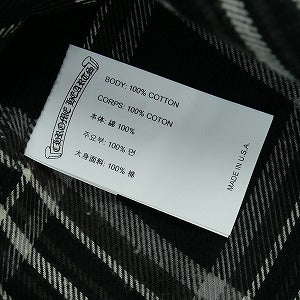 CHROME HEARTS
BODY: 100% COTTON
CORPS: 100% COTON
本体: 綿 100%
주요부: 100% 면
大身面料: 100% 棉
MADE IN U.S.A.